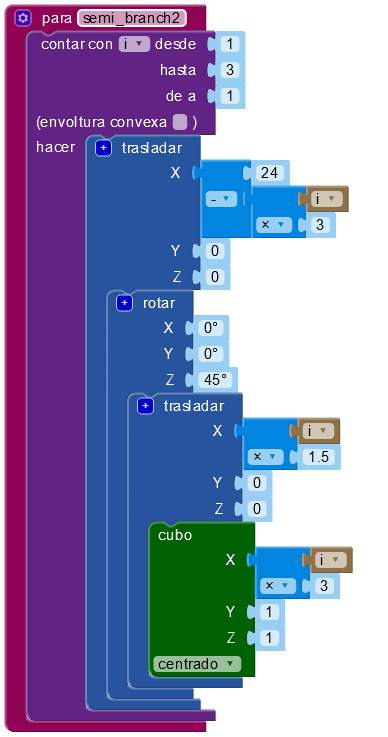 para semi_branch2
contar con i desde 1
hasta 3
de a 1
(envoltura convexa )
hacer + trasladar
X 24
- i
× 3
Y 0
Z 0
+ rotar
X 0°
Y 0°
Z 45°
+ trasladar
X i
× 1.5
Y 0
Z 0
cubo
X i
× 3
Y 1
Z 1
centrado